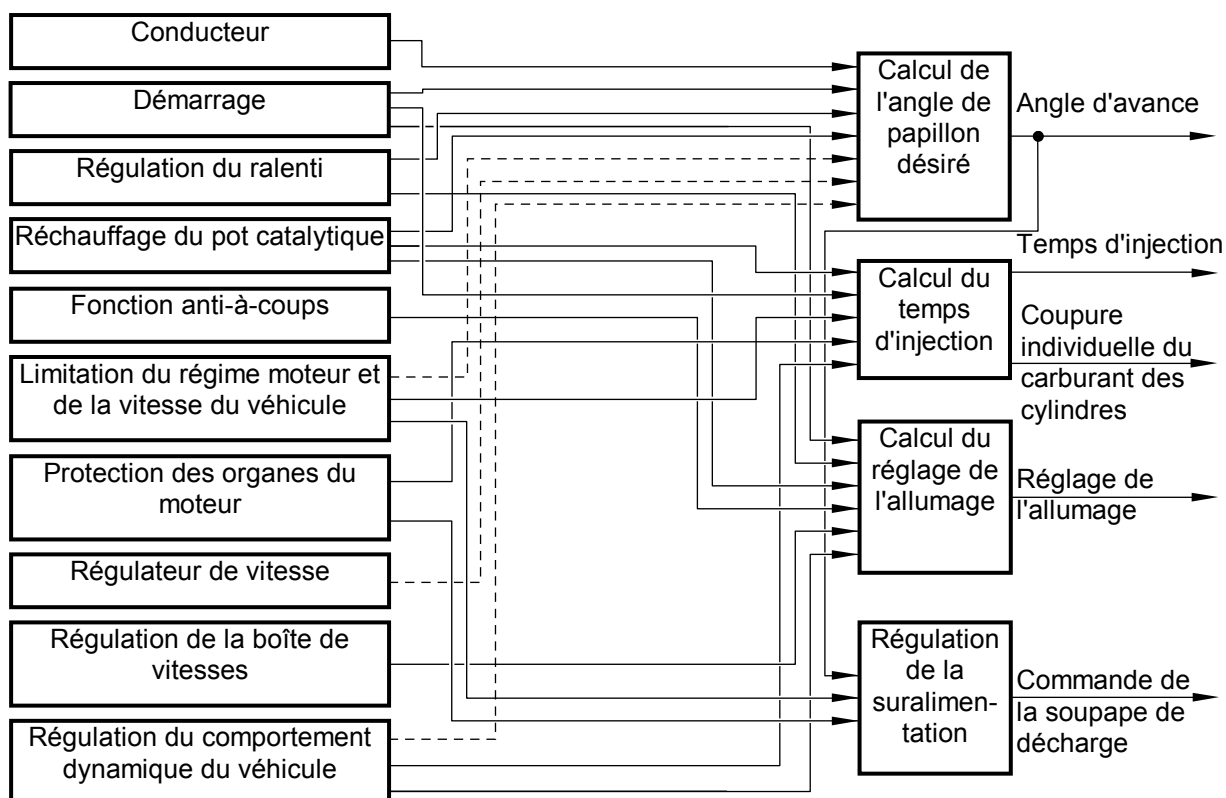 Conducteur
Démarrage
Régulation du ralenti
Réchauffage du pot catalytique
Fonction anti-à-coups
Limitation du régime moteur et
de la vitesse du véhicule
Protection des organes du
moteur
Régulateur de vitesse
Régulation de la boîte de
vitesses
Régulation du comportement
dynamique du véhicule
Calcul de
l'angle de
papillon
désiré
Calcul du
temps
d'injection
Calcul du
réglage de
l'allumage
Régulation
de la
suralimen-
tation
Angle d'avance
Temps d'injection
Coupure
individuelle du
carburant des
cylindres
Réglage de
l'allumage
Commande de
la soupape de
décharge